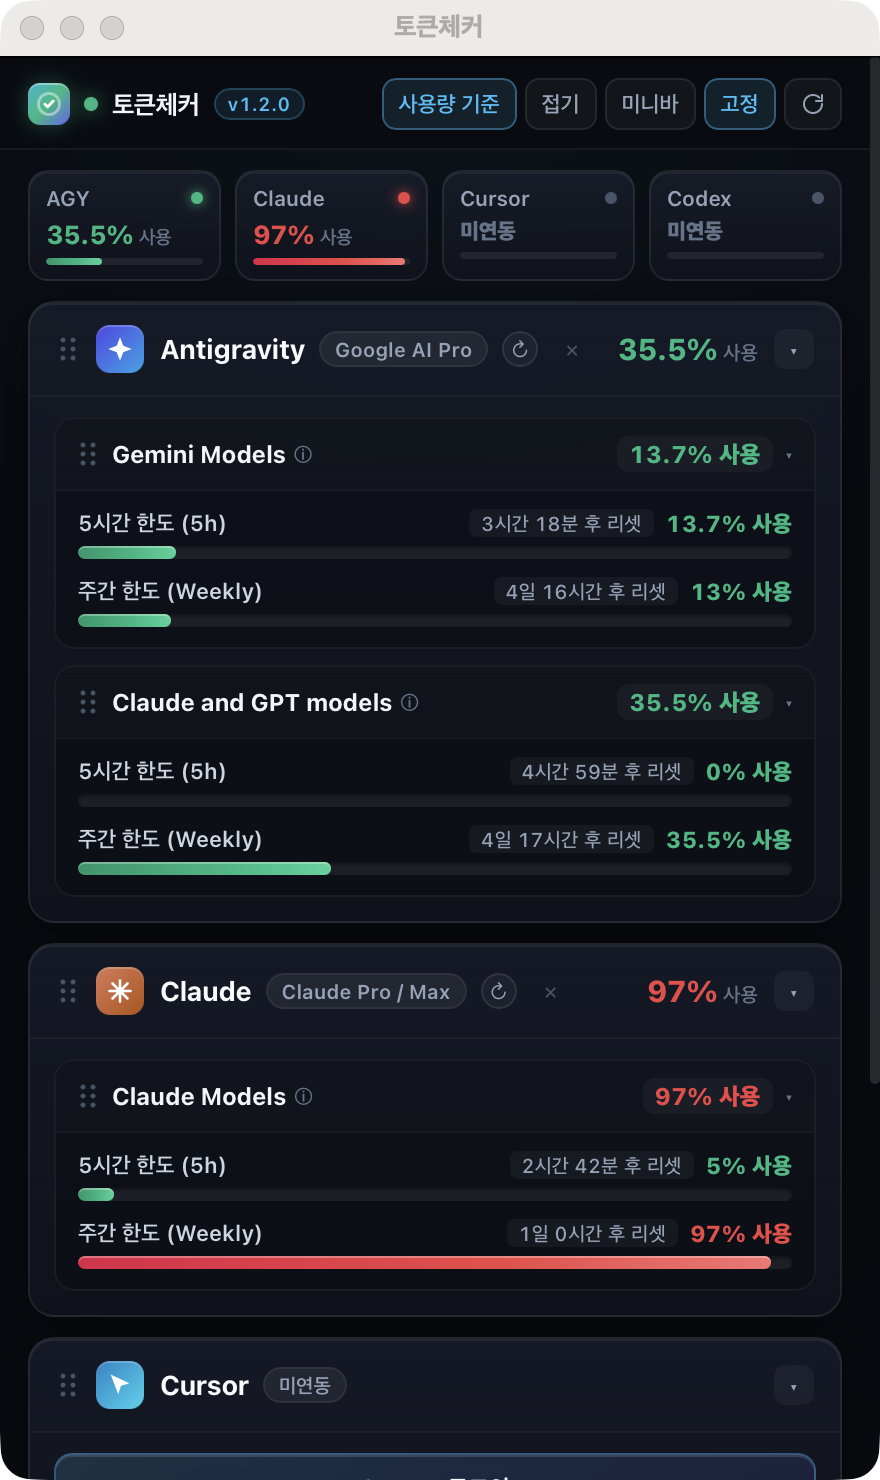 토큰체커
토큰체커 v1.2.0 사용량 기준 접기 미니바 고정
AGY
35.5% 사용
Claude
97% 사용
Cursor
미연동
Codex
미연동
Antigravity Google AI Pro × 35.5% 사용
Gemini Models 13.7% 사용
5시간 한도 (5h) 3시간 18분 후 리셋 13.7% 사용
주간 한도 (Weekly) 4일 16시간 후 리셋 13% 사용
Claude and GPT models 35.5% 사용
5시간 한도 (5h) 4시간 59분 후 리셋 0% 사용
주간 한도 (Weekly) 4일 17시간 후 리셋 35.5% 사용
Claude Claude Pro / Max × 97% 사용
Claude Models 97% 사용
5시간 한도 (5h) 2시간 42분 후 리셋 5% 사용
주간 한도 (Weekly) 1일 0시간 후 리셋 97% 사용
Cursor 미연동